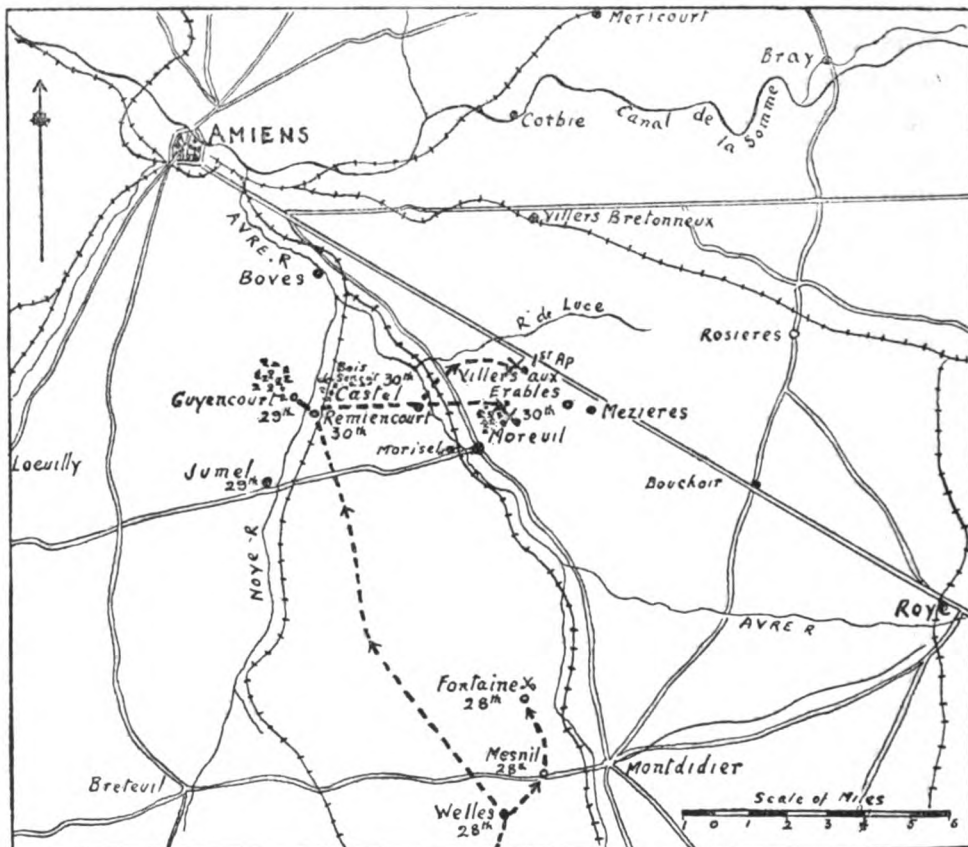 Mericourt
Bray
AMIENS
Corbie
Canal de
la Somme
Villers Bretonneux
AVRE.R
Boves
R. de Luce
Rosieres
1st Ap
Villers aux
Erables
Bois
Senecat 30th
Castel
Guyencourt
29th
Remiencourt
30th
30th
Mezieres
Moreuil
Morisel
Loeuilly
Jumel
29th
Bouchoir
NOYE.R
Roye
AVRE R
Fontaine
28th
Mesnil
28th
Montdidier
Breteuil
Welles
28th
Scale of Miles
1 0 1 2 3 4 5 6